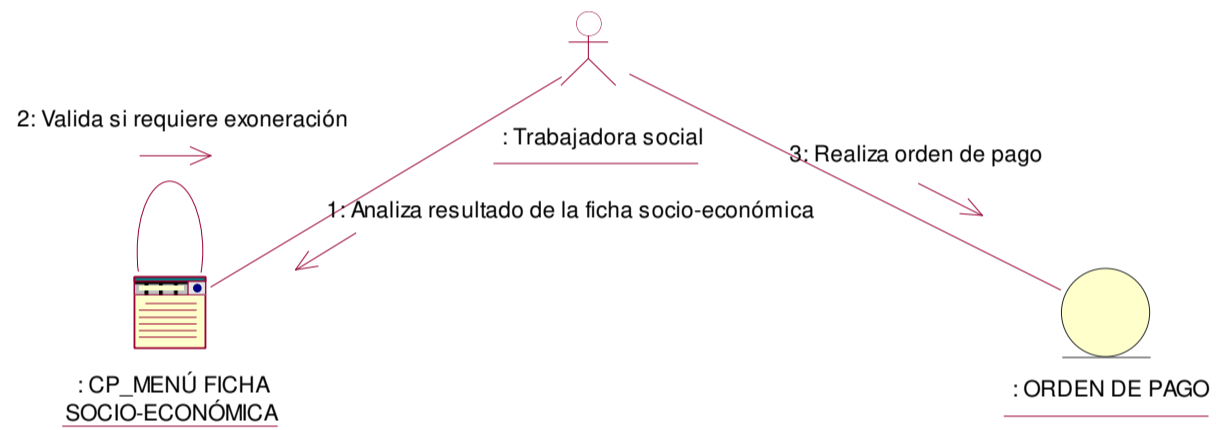 2: Valida si requiere exoneración
: Trabajadora social
3: Realiza orden de pago
1: Analiza resultado de la ficha socio-económica
: CP_MENÚ FICHA
SOCIO-ECONÓMICA
: ORDEN DE PAGO